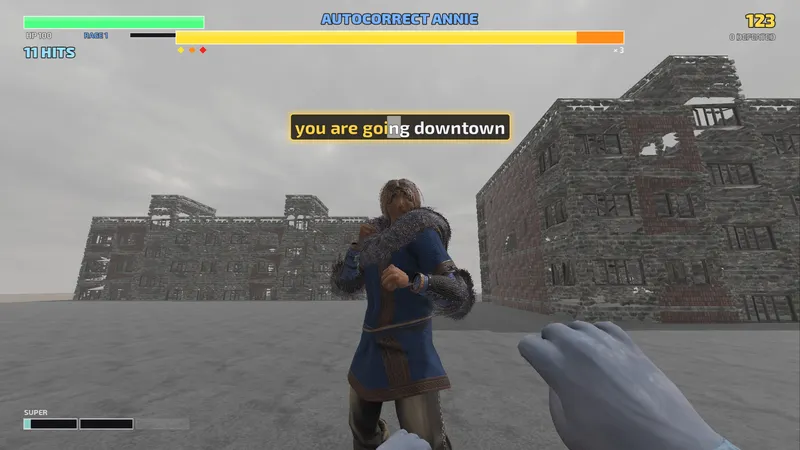 AUTOCORRECT ANNIE
123
HP 100 RAGE 1
0 DEFEATED
11 HITS
×3
you are going downtown
SUPER